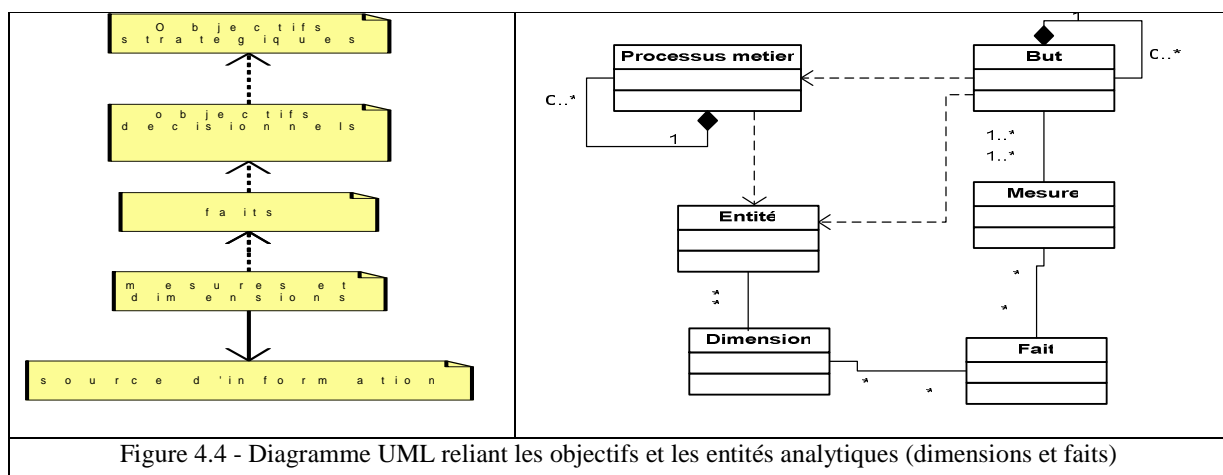 Objectifs
strategiques
objectifs
decisionnels
faits
mesures et
dimensions
source d'information
1
Processus metier
But
C..*
C..*
1
1..*
1..*
Entité
Mesure
*
*
*
*
Dimension
Fait
*
*
Figure 4.4 - Diagramme UML reliant les objectifs et les entités analytiques (dimensions et faits)